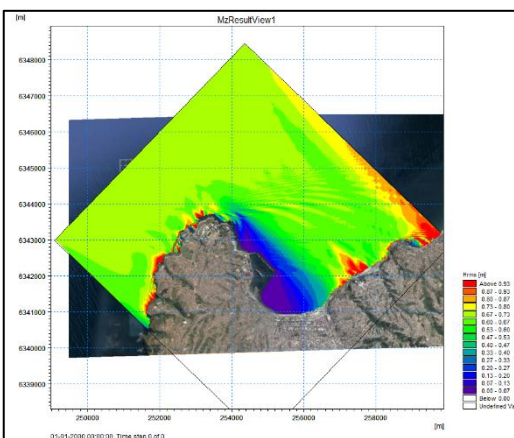 [m]
MzResultView1
6348000
6347000
6346000
6345000
6344000
6343000
6342000
6341000
6340000
6339000
250000
252000
254000
256000
258000
[m]
Hrms [m]
Above 0.93
0.87 - 0.93
0.80 - 0.87
0.73 - 0.80
0.67 - 0.73
0.60 - 0.67
0.53 - 0.60
0.47 - 0.53
0.40 - 0.47
0.33 - 0.40
0.27 - 0.33
0.20 - 0.27
0.13 - 0.20
0.07 - 0.13
0.00 - 0.07
Below 0.00
Undefined Va
01-01-2000 00:00:00, Time step 0 of 0